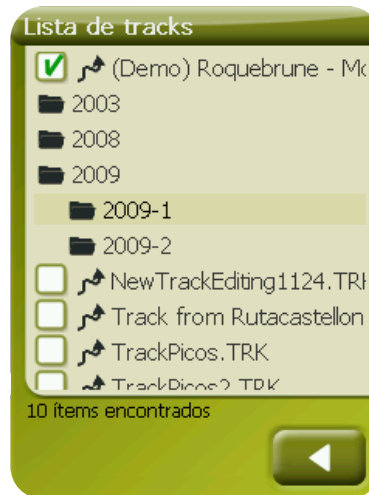 Lista de tracks
(Demo) Roquebrune - Mo
2003
2008
2009
2009-1
2009-2
NewTrackEditing1124.TRK
Track from Rutacastellon
TrackPicos.TRK
TrackPicos2.TRK
10 ítems encontrados